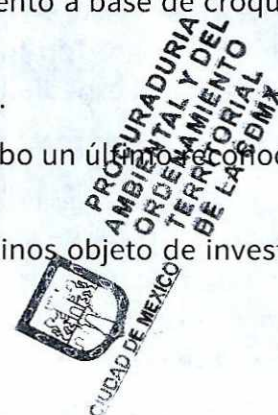 ento a base de croqu
PROCURADURIA
AMBIENTAL Y DEL
ORDENAMIENTO
TERRITORIAL
DE LA CDMX
.
bo un último reconoc
inos objeto de invest
CIUDAD DE MEXICO